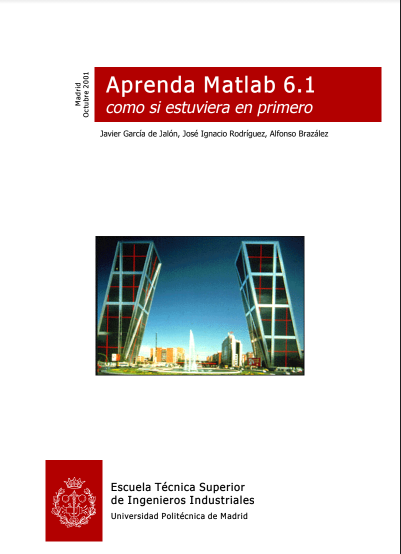 Madrid
Octubre 2001
Aprenda Matlab 6.1
como si estuviera en primero
Javier García de Jalón, José Ignacio Rodríguez, Alfonso Brazález
Escuela Técnica Superior
de Ingenieros Industriales
Universidad Politécnica de Madrid